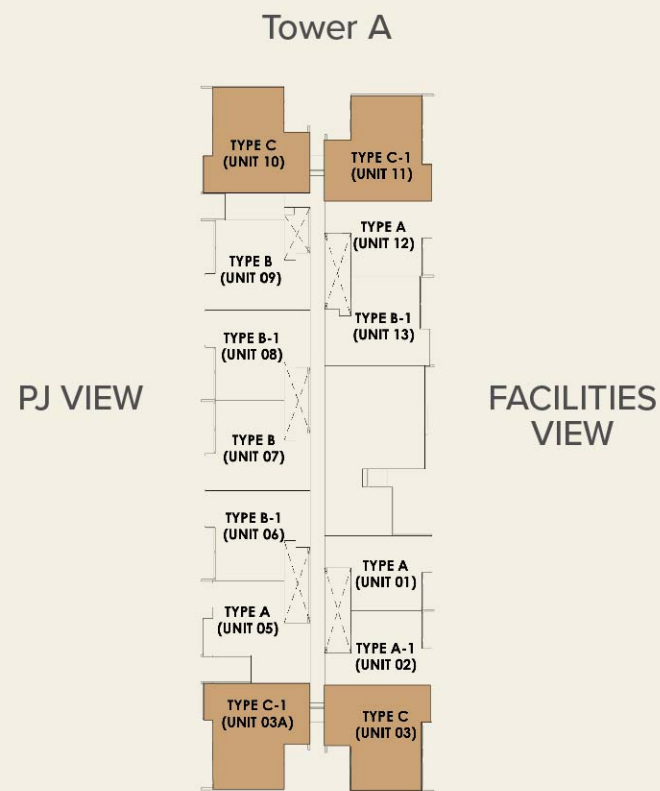 Tower A
TYPE C
(UNIT 10)
TYPE C-1
(UNIT 11)
TYPE A
(UNIT 12)
TYPE B
(UNIT 09)
TYPE B-1
(UNIT 13)
TYPE B-1
(UNIT 08)
PJ VIEW
FACILITIES
VIEW
TYPE B
(UNIT 07)
TYPE B-1
(UNIT 06)
TYPE A
(UNIT 01)
TYPE A
(UNIT 05)
TYPE A-1
(UNIT 02)
TYPE C-1
(UNIT 03A)
TYPE C
(UNIT 03)